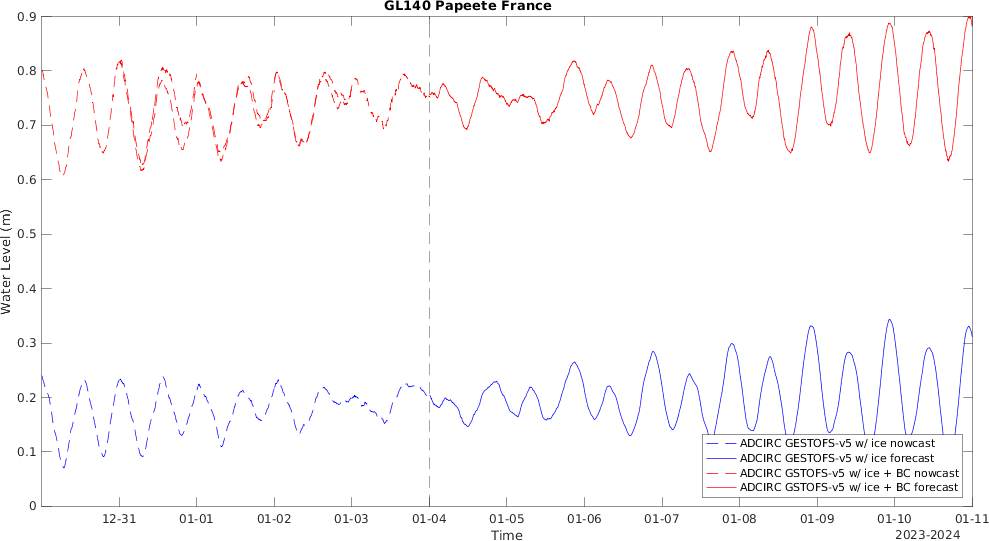 GL140 Papeete France
0.9
0.8
0.7
0.6
0.5
0.4
0.3
0.2
0.1
0
Water Level (m)
ADCIRC GESTOFS-v5 w/ ice nowcast
ADCIRC GESTOFS-v5 w/ ice forecast
ADCIRC GSTOFS-v5 w/ ice + BC nowcast
ADCIRC GSTOFS-v5 w/ ice + BC forecast
12-31 01-01 01-02 01-03 01-04 01-05 01-06 01-07 01-08 01-09 01-10 01-11
Time
2023-2024